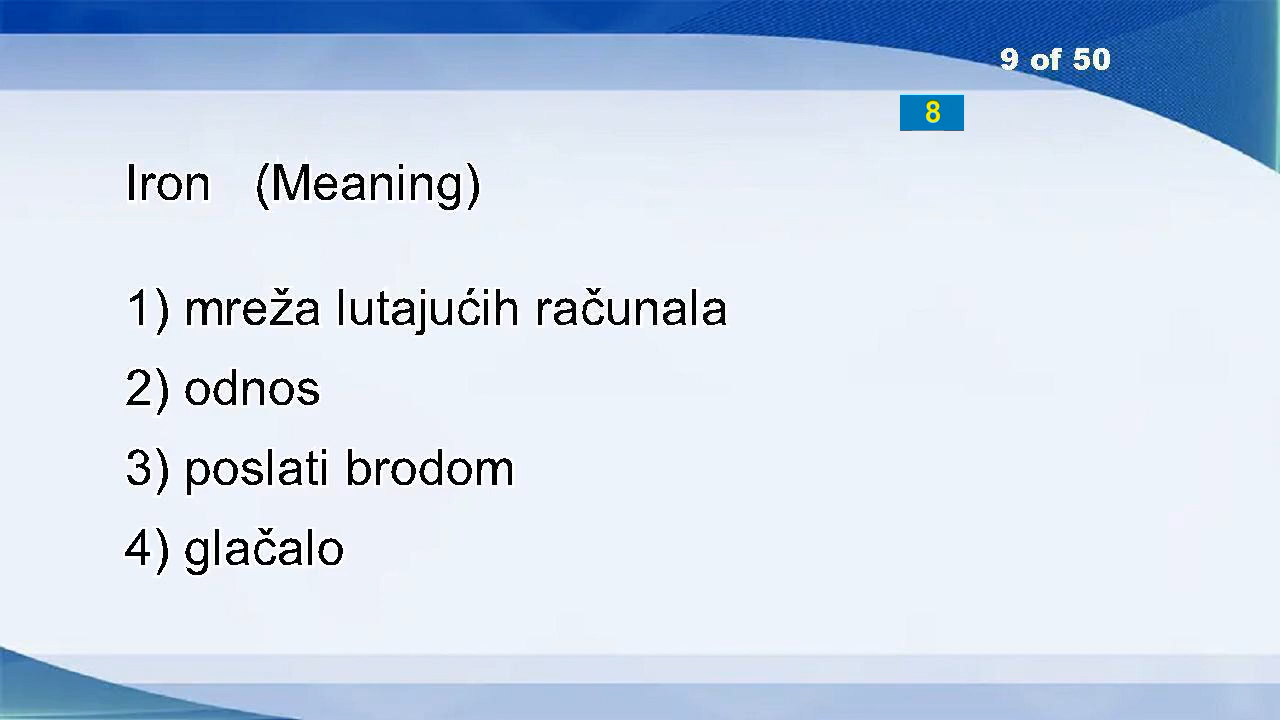 9 of 50
8
Iron (Meaning)
1) mreža lutajućih računala
2) odnos
3) poslati brodom
4) glačalo